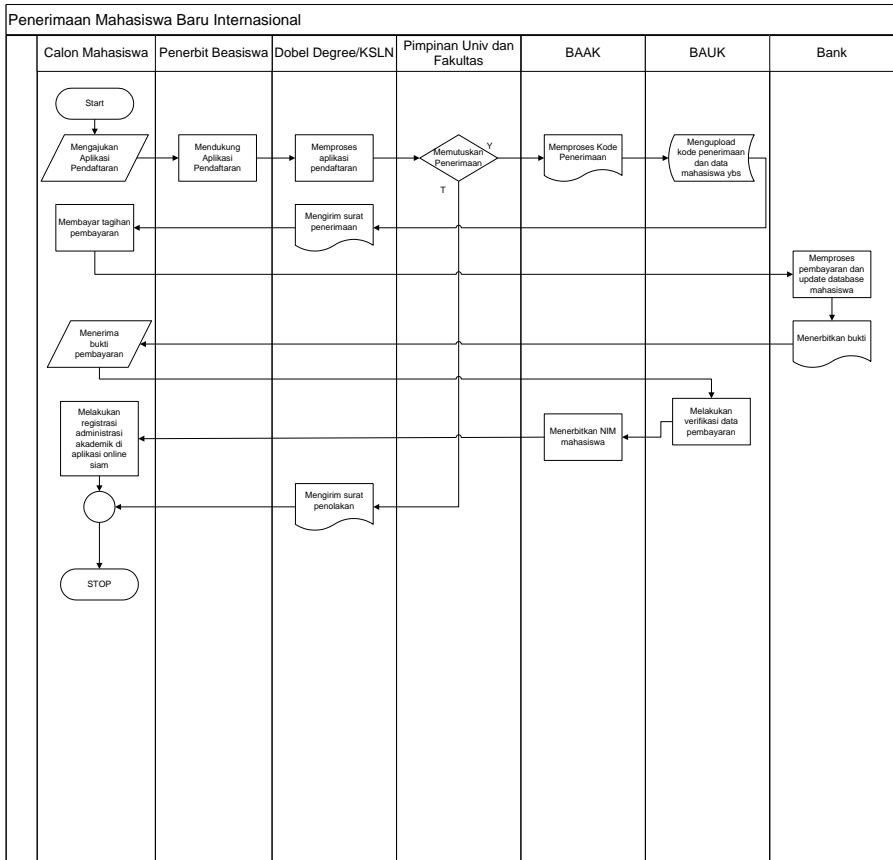 Penerimaan Mahasiswa Baru Internasional
Calon Mahasiswa
Penerbit Beasiswa
Dobel Degree/KSLN
Pimpinan Univ dan
Fakultas
BAAK
BAUK
Bank
Start
Mengajukan
Aplikasi
Pendaftaran
Mendukung
Aplikasi
Pendaftaran
Memproses
aplikasi
pendaftaran
Memutuskan
Penerimaan
Y
T
Memproses Kode
Penerimaan
Mengupload
kode penerimaan
dan data
mahasiswa ybs
Membayar tagihan
pembayaran
Mengirim surat
penerimaan
Memproses
pembayaran dan
update database
mahasiswa
Menerima
bukti
pembayaran
Menerbitkan bukti
Melakukan
registrasi
administrasi
akademik di
aplikasi online
siam
Menerbitkan NIM
mahasiswa
Melakukan
verifikasi data
pembayaran
Mengirim surat
penolakan
STOP